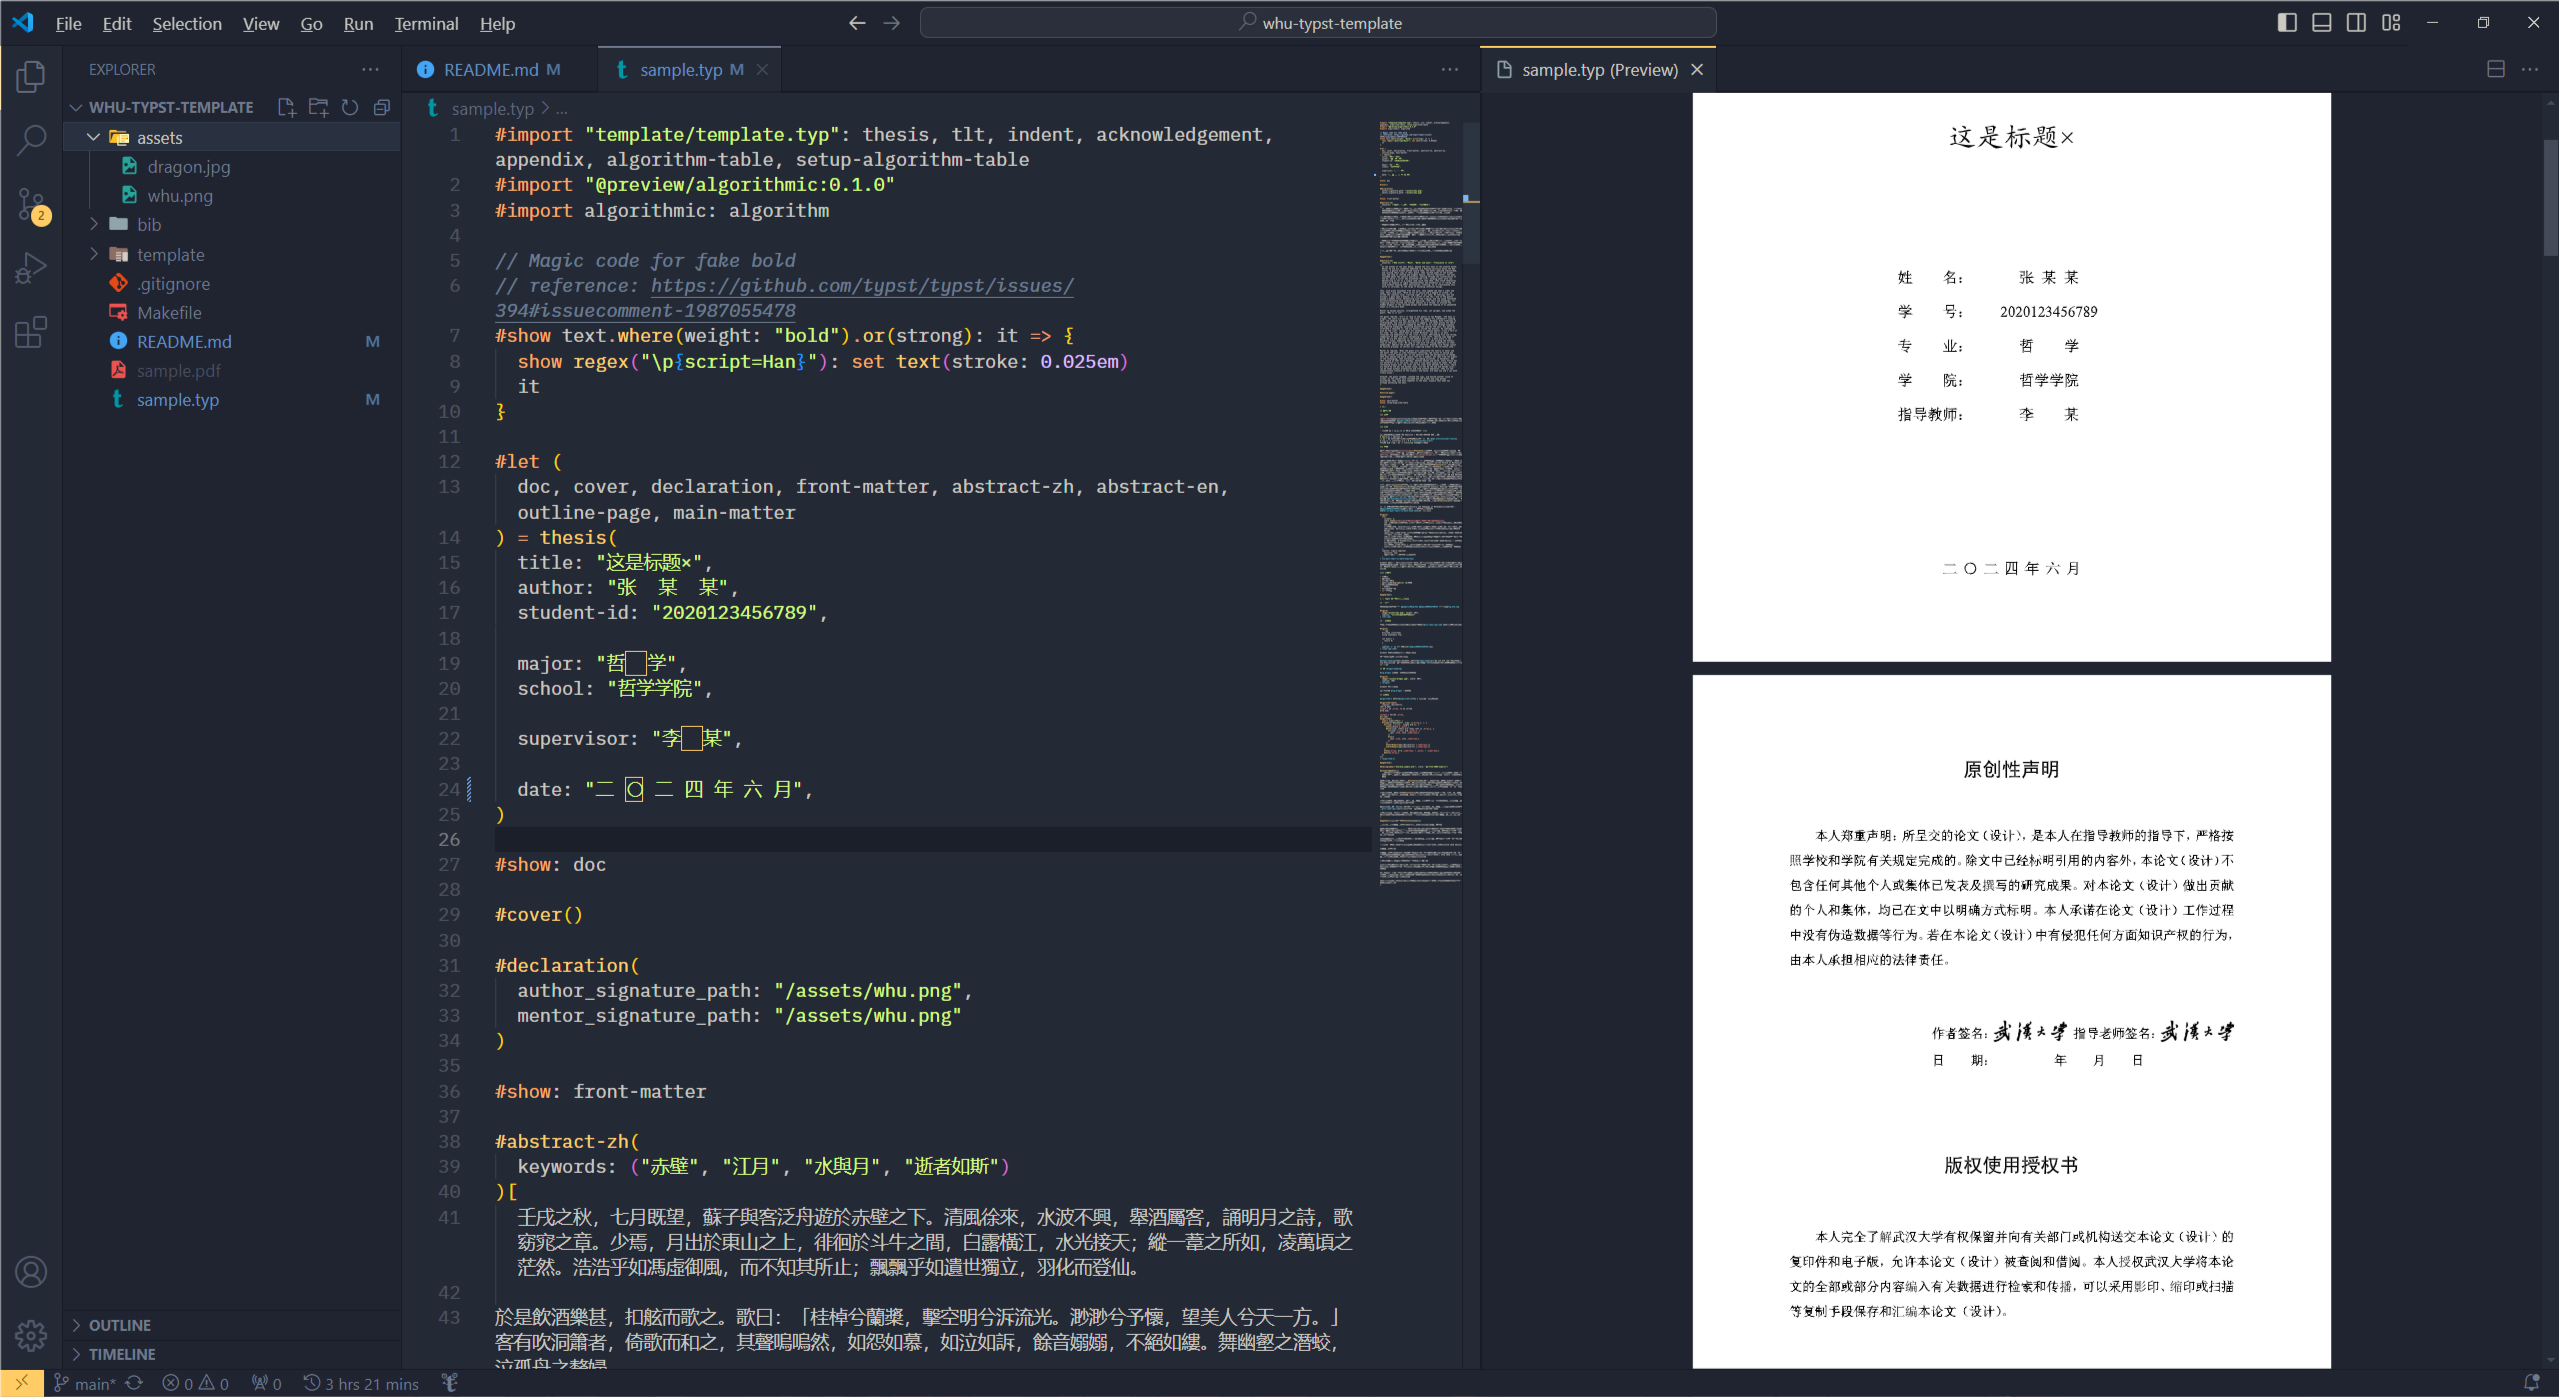 File Edit Selection View Go Run Terminal Help
whu-typst-template
EXPLORER
WHU-TYPST-TEMPLATE
assets
dragon.jpg
whu.png
bib
template
.gitignore
Makefile
README.md M
sample.pdf
sample.typ M
OUTLINE
TIMELINE
2
README.md M
sample.typ M
sample.typ > ...
1 #import "template/template.typ": thesis, tlt, indent, acknowledgement,
appendix, algorithm-table, setup-algorithm-table
2 #import "@preview/algorithmic:0.1.0"
3 #import algorithmic: algorithm
4
5 // Magic code for fake bold
6 // reference: https://github.com/typst/typst/issues/
394#issuecomment-1987055478
7 #show text.where(weight: "bold").or(strong): it => {
8 show regex("\p{script=Han}"): set text(stroke: 0.025em)
9 it
10 }
11
12 #let (
13 doc, cover, declaration, front-matter, abstract-zh, abstract-en,
outline-page, main-matter
14 ) = thesis(
15 title: "这是标题×",
16 author: "张 某 某",
17 student-id: "2020123456789",
18
19 major: "哲　学",
20 school: "哲学学院",
21
22 supervisor: "李　某",
23
24 date: "二 〇 二 四 年 六 月",
25 )
26
27 #show: doc
28
29 #cover()
30
31 #declaration(
32 author_signature_path: "/assets/whu.png",
33 mentor_signature_path: "/assets/whu.png"
34 )
35
36 #show: front-matter
37
38 #abstract-zh(
39 keywords: ("赤壁", "江月", "水與月", "逝者如斯")
40 )[
41 壬戌之秋，七月既望，蘇子與客泛舟遊於赤壁之下。清風徐來，水波不興，舉酒屬客，誦明月之詩，歌
窈窕之章。少焉，月出於東山之上，徘徊於斗牛之間，白露橫江，水光接天；縱一葦之所如，凌萬頃之
茫然。浩浩乎如馮虛御風，而不知其所止；飄飄乎如遺世獨立，羽化而登仙。
42
43 於是飲酒樂甚，扣舷而歌之。歌曰：「桂棹兮蘭槳，擊空明兮泝流光。渺渺兮予懷，望美人兮天一方。」
客有吹洞簫者，倚歌而和之，其聲嗚嗚然，如怨如慕，如泣如訴，餘音嫋嫋，不絕如縷。舞幽壑之潛蛟，
泣孤舟之嫠婦
sample.typ (Preview)
这是标题×
姓 名： 张 某 某
学 号： 2020123456789
专 业： 哲 学
学 院： 哲学学院
指导教师： 李 某
二 〇 二 四 年 六 月
原创性声明
本人郑重声明：所呈交的论文（设计），是本人在指导教师的指导下，严格按
照学校和学院有关规定完成的。除文中已经标明引用的内容外，本论文（设计）不
包含任何其他个人或集体已发表及撰写的研究成果。对本论文（设计）做出贡献
的个人和集体，均已在文中以明确方式标明。本人承诺在论文（设计）工作过程
中没有伪造数据等行为。若在本论文（设计）中有侵犯任何方面知识产权的行为，
由本人承担相应的法律责任。
作者签名：武漢大学 指导老师签名：武漢大学
日 期： 年 月 日
版权使用授权书
本人完全了解武汉大学有权保留并向有关部门或机构送交本论文（设计）的
复印件和电子版，允许本论文（设计）被查阅和借阅。本人授权武汉大学将本论
文的全部或部分内容编入有关数据进行检索和传播，可以采用影印、缩印或扫描
等复制手段保存和汇编本论文（设计）。
main* 0 0 0 3 hrs 21 mins